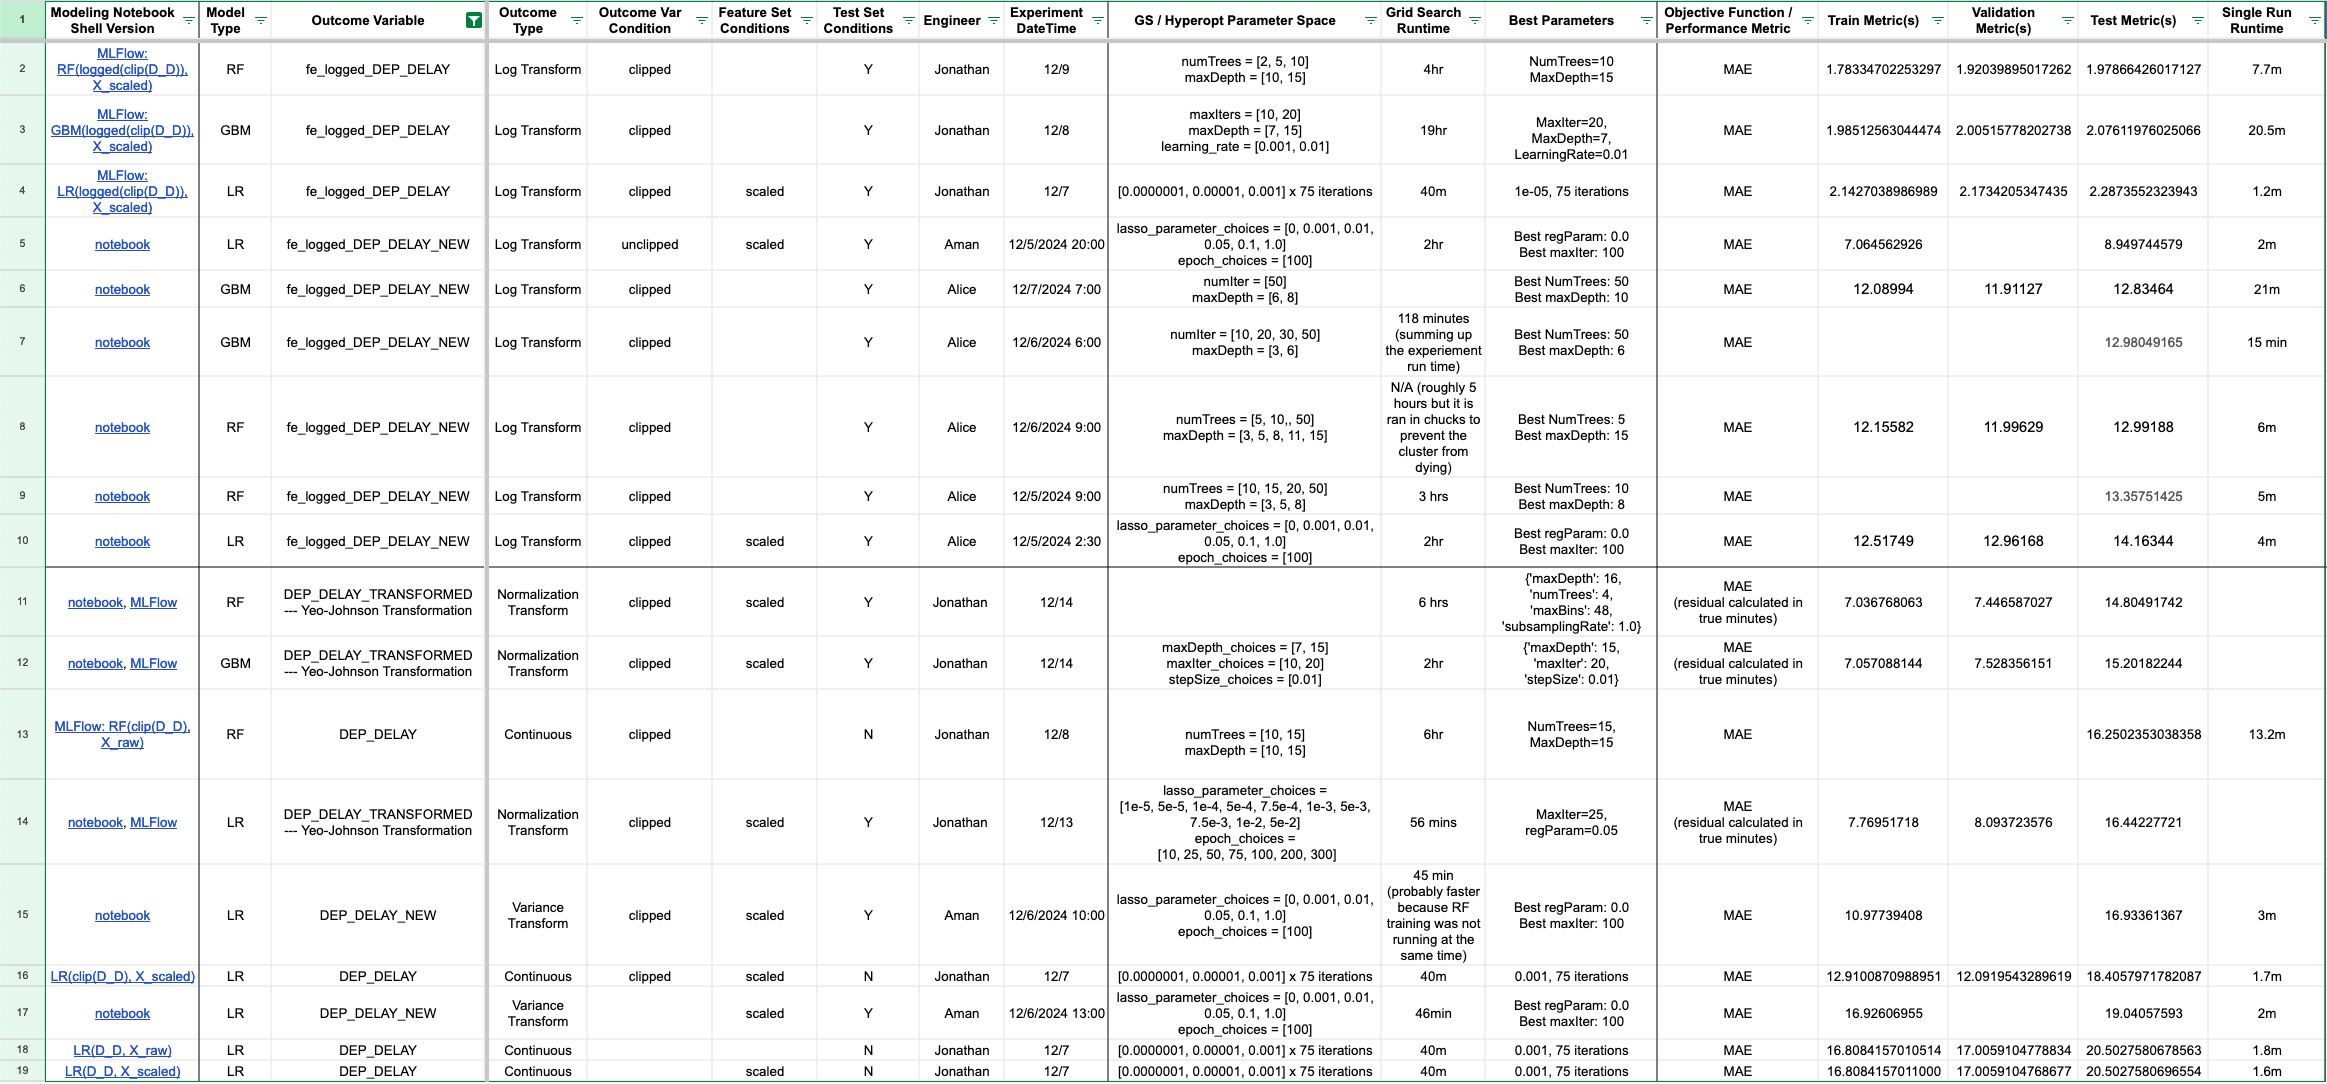 1 Modeling Notebook Shell Version Model Type Outcome Variable Outcome Type Outcome Var Condition Feature Set Conditions Test Set Conditions Engineer Experiment DateTime GS / Hyperopt Parameter Space Grid Search Runtime Best Parameters Objective Function / Performance Metric Train Metric(s) Validation Metric(s) Test Metric(s) Single Run Runtime
2 MLFlow: RF(logged(clip(D_D)), X_scaled) RF fe_logged_DEP_DELAY Log Transform clipped Y Jonathan 12/9 numTrees = [2, 5, 10] maxDepth = [10, 15] 4hr NumTrees=10 MaxDepth=15 MAE 1.78334702253297 1.92039895017262 1.97866426017127 7.7m
3 MLFlow: GBM(logged(clip(D_D)), X_scaled) GBM fe_logged_DEP_DELAY Log Transform clipped Y Jonathan 12/8 maxIters = [10, 20] maxDepth = [7, 15] learning_rate = [0.001, 0.01] 19hr MaxIter=20, MaxDepth=7, LearningRate=0.01 MAE 1.98512563044474 2.00515778202738 2.07611976025066 20.5m
4 MLFlow: LR(logged(clip(D_D)), X_scaled) LR fe_logged_DEP_DELAY Log Transform clipped scaled Y Jonathan 12/7 [0.0000001, 0.00001, 0.001] x 75 iterations 40m 1e-05, 75 iterations MAE 2.1427038986989 2.1734205347435 2.2873552323943 1.2m
5 notebook LR fe_logged_DEP_DELAY_NEW Log Transform unclipped scaled Y Aman 12/5/2024 20:00 lasso_parameter_choices = [0, 0.001, 0.01, 0.05, 0.1, 1.0] epoch_choices = [100] 2hr Best regParam: 0.0 Best maxIter: 100 MAE 7.064562926 8.949744579 2m
6 notebook GBM fe_logged_DEP_DELAY_NEW Log Transform clipped Y Alice 12/7/2024 7:00 numIter = [50] maxDepth = [6, 8] Best NumTrees: 50 Best maxDepth: 10 MAE 12.08994 11.91127 12.83464 21m
7 notebook GBM fe_logged_DEP_DELAY_NEW Log Transform clipped Y Alice 12/6/2024 6:00 numIter = [10, 20, 30, 50] maxDepth = [3, 6] 118 minutes (summing up the experiement run time) Best NumTrees: 50 Best maxDepth: 6 MAE 12.98049165 15 min
8 notebook RF fe_logged_DEP_DELAY_NEW Log Transform clipped Y Alice 12/6/2024 9:00 numTrees = [5, 10,, 50] maxDepth = [3, 5, 8, 11, 15] N/A (roughly 5 hours but it is ran in chucks to prevent the cluster from dying) Best NumTrees: 5 Best maxDepth: 15 MAE 12.15582 11.99629 12.99188 6m
9 notebook RF fe_logged_DEP_DELAY_NEW Log Transform clipped Y Alice 12/5/2024 9:00 numTrees = [10, 15, 20, 50] maxDepth = [3, 5, 8] 3 hrs Best NumTrees: 10 Best maxDepth: 8 MAE 13.35751425 5m
10 notebook LR fe_logged_DEP_DELAY_NEW Log Transform clipped scaled Y Alice 12/5/2024 2:30 lasso_parameter_choices = [0, 0.001, 0.01, 0.05, 0.1, 1.0] epoch_choices = [100] 2hr Best regParam: 0.0 Best maxIter: 100 MAE 12.51749 12.96168 14.16344 4m
11 notebook, MLFlow RF DEP_DELAY_TRANSFORMED --- Yeo-Johnson Transformation Normalization Transform clipped scaled Y Jonathan 12/14 6 hrs {'maxDepth': 16, 'numTrees': 4, 'maxBins': 48, 'subsamplingRate': 1.0} MAE (residual calculated in true minutes) 7.036768063 7.446587027 14.80491742
12 notebook, MLFlow GBM DEP_DELAY_TRANSFORMED --- Yeo-Johnson Transformation Normalization Transform clipped scaled Y Jonathan 12/14 maxDepth_choices = [7, 15] maxIter_choices = [10, 20] stepSize_choices = [0.01] 2hr {'maxDepth': 15, 'maxIter': 20, 'stepSize': 0.01} MAE (residual calculated in true minutes) 7.057088144 7.528356151 15.20182244
13 MLFlow: RF(clip(D_D), X_raw) RF DEP_DELAY Continuous clipped N Jonathan 12/8 numTrees = [10, 15] maxDepth = [10, 15] 6hr NumTrees=15, MaxDepth=15 MAE 16.2502353038358 13.2m
14 notebook, MLFlow LR DEP_DELAY_TRANSFORMED --- Yeo-Johnson Transformation Normalization Transform clipped scaled Y Jonathan 12/13 lasso_parameter_choices = [1e-5, 5e-5, 1e-4, 5e-4, 7.5e-4, 1e-3, 5e-3, 7.5e-3, 1e-2, 5e-2] epoch_choices = [10, 25, 50, 75, 100, 200, 300] 56 mins MaxIter=25, regParam=0.05 MAE (residual calculated in true minutes) 7.76951718 8.093723576 16.44227721
15 notebook LR DEP_DELAY_NEW Variance Transform clipped scaled Y Aman 12/6/2024 10:00 lasso_parameter_choices = [0, 0.001, 0.01, 0.05, 0.1, 1.0] epoch_choices = [100] 45 min (probably faster because RF training was not running at the same time) Best regParam: 0.0 Best maxIter: 100 MAE 10.97739408 16.93361367 3m
16 LR(clip(D_D), X_scaled) LR DEP_DELAY Continuous clipped scaled N Jonathan 12/7 [0.0000001, 0.00001, 0.001] x 75 iterations 40m 0.001, 75 iterations MAE 12.9100870988951 12.0919543289619 18.4057971782087 1.7m
17 notebook LR DEP_DELAY_NEW Variance Transform scaled Y Aman 12/6/2024 13:00 lasso_parameter_choices = [0, 0.001, 0.01, 0.05, 0.1, 1.0] epoch_choices = [100] 46min Best regParam: 0.0 Best maxIter: 100 MAE 16.92606955 19.04057593 2m
18 LR(D_D, X_raw) LR DEP_DELAY Continuous N Jonathan 12/7 [0.0000001, 0.00001, 0.001] x 75 iterations 40m 0.001, 75 iterations MAE 16.8084157010514 17.0059104778834 20.5027580678563 1.8m
19 LR(D_D, X_scaled) LR DEP_DELAY Continuous scaled N Jonathan 12/7 [0.0000001, 0.00001, 0.001] x 75 iterations 40m 0.001, 75 iterations MAE 16.8084157011000 17.0059104768677 20.5027580696554 1.6m